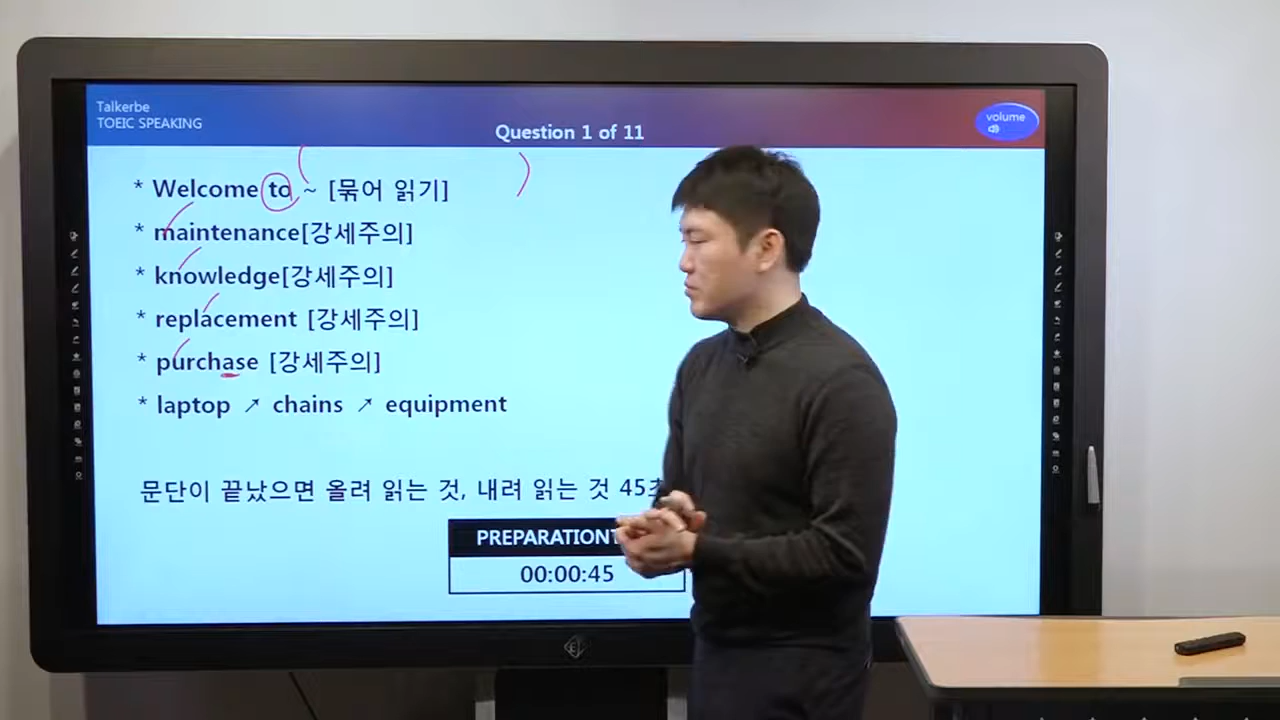 Talkerbe
TOEIC SPEAKING
Question 1 of 11
volume
* Welcome to ~ [묶어 읽기]
* maintenance[강세주의]
* knowledge[강세주의]
* replacement [강세주의]
* purchase [강세주의]
* laptop ↗ chains ↗ equipment
문단이 끝났으면 올려 읽는 것, 내려 읽는 것 45초
PREPARATION
00:00:45